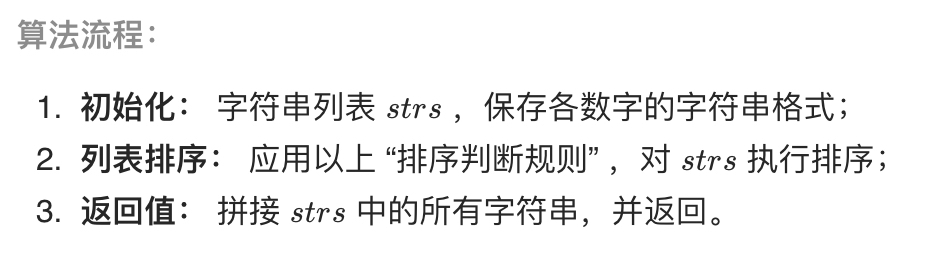 算法流程：
1. 初始化： 字符串列表 strs ，保存各数字的字符串格式；
2. 列表排序： 应用以上 “排序判断规则” ，对 strs 执行排序；
3. 返回值： 拼接 strs 中的所有字符串，并返回。